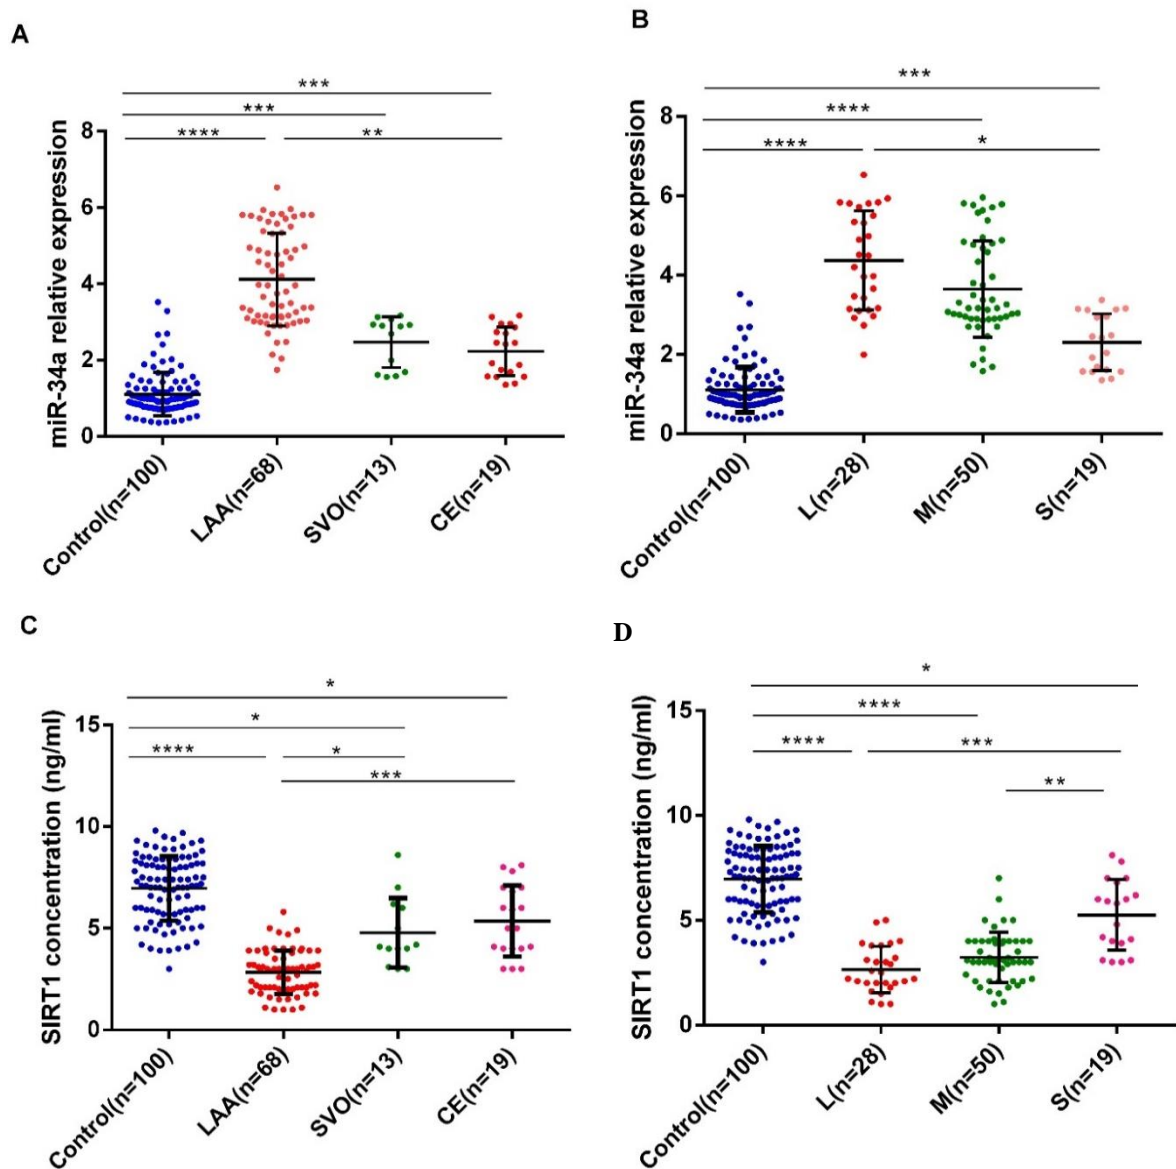 A
***
***
**** **
miR-34a relative expression
8
6
4
2
0
Control(n=100)
LAA(n=68)
SVO(n=13)
CE(n=19)
B
***
****
**** *
miR-34a relative expression
8
6
4
2
0
Control(n=100)
L(n=28)
M(n=50)
S(n=19)
C
*
*
**** *
***
SIRT1 concentration (ng/ml)
15
10
5
0
Control(n=100)
LAA(n=68)
SVO(n=13)
CE(n=19)
D
*
****
**** ***
**
SIRT1 concentration (ng/ml)
15
10
5
0
Control(n=100)
L(n=28)
M(n=50)
S(n=19)